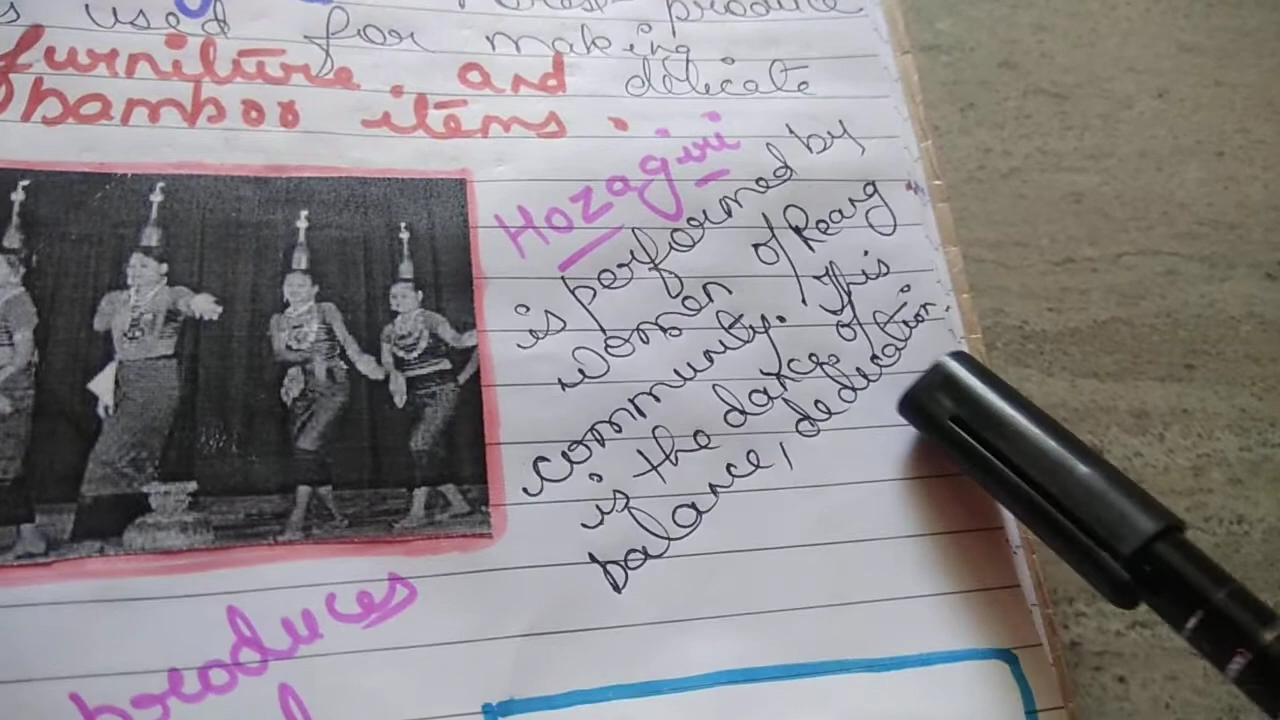 produce
s used for making
furniture and delicate
bamboo items.
Hozagiri
is performed by
women of Reang
community. This
is the dance of
balance, dedication.
produces